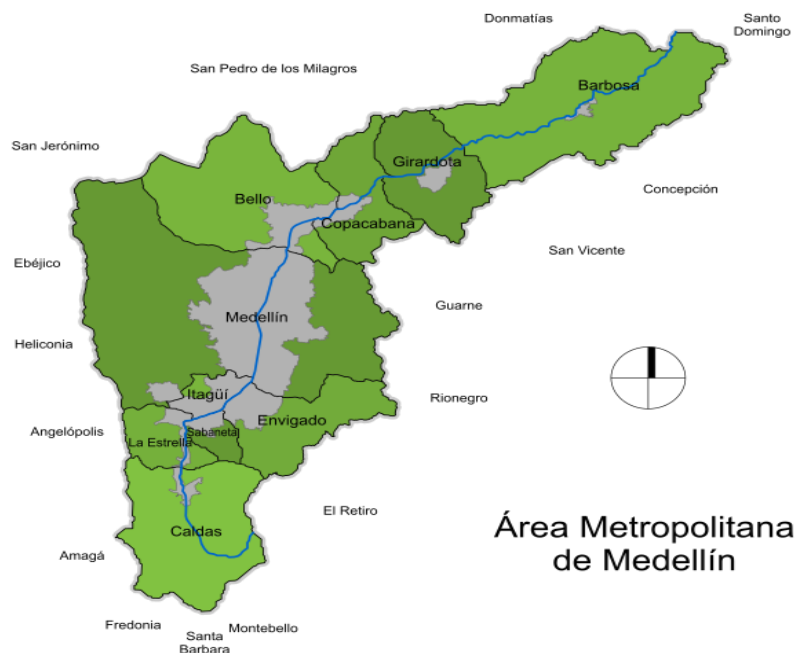 Donmatías
Santo
Domingo
San Pedro de los Milagros
Barbosa
San Jerónimo
Girardota
Concepción
Bello
Copacabana
San Vicente
Ebéjico
Guarne
Medellín
Heliconia
Itagüí
Rionegro
Envigado
Angelópolis
Sabaneta
La Estrella
El Retiro
Caldas
Área Metropolitana
de Medellín
Amagá
Fredonia
Montebello
Santa
Barbara